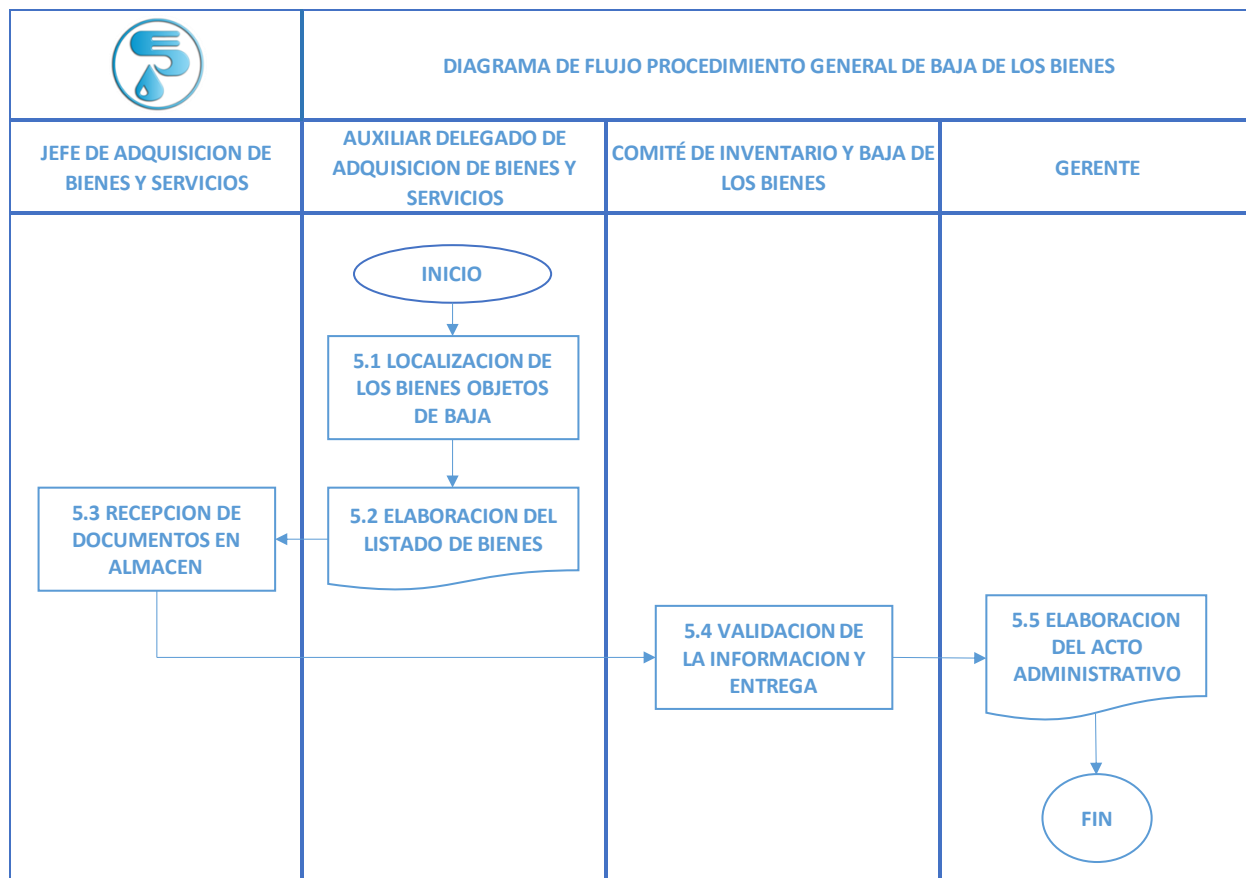 DIAGRAMA DE FLUJO PROCEDIMIENTO GENERAL DE BAJA DE LOS BIENES
JEFE DE ADQUISICION DE
BIENES Y SERVICIOS
AUXILIAR DELEGADO DE
ADQUISICION DE BIENES Y
SERVICIOS
COMITÉ DE INVENTARIO Y BAJA DE
LOS BIENES
GERENTE
INICIO
5.1 LOCALIZACION DE
LOS BIENES OBJETOS
DE BAJA
5.2 ELABORACION DEL
LISTADO DE BIENES
5.3 RECEPCION DE
DOCUMENTOS EN
ALMACEN
5.4 VALIDACION DE
LA INFORMACION Y
ENTREGA
5.5 ELABORACION
DEL ACTO
ADMINISTRATIVO
FIN